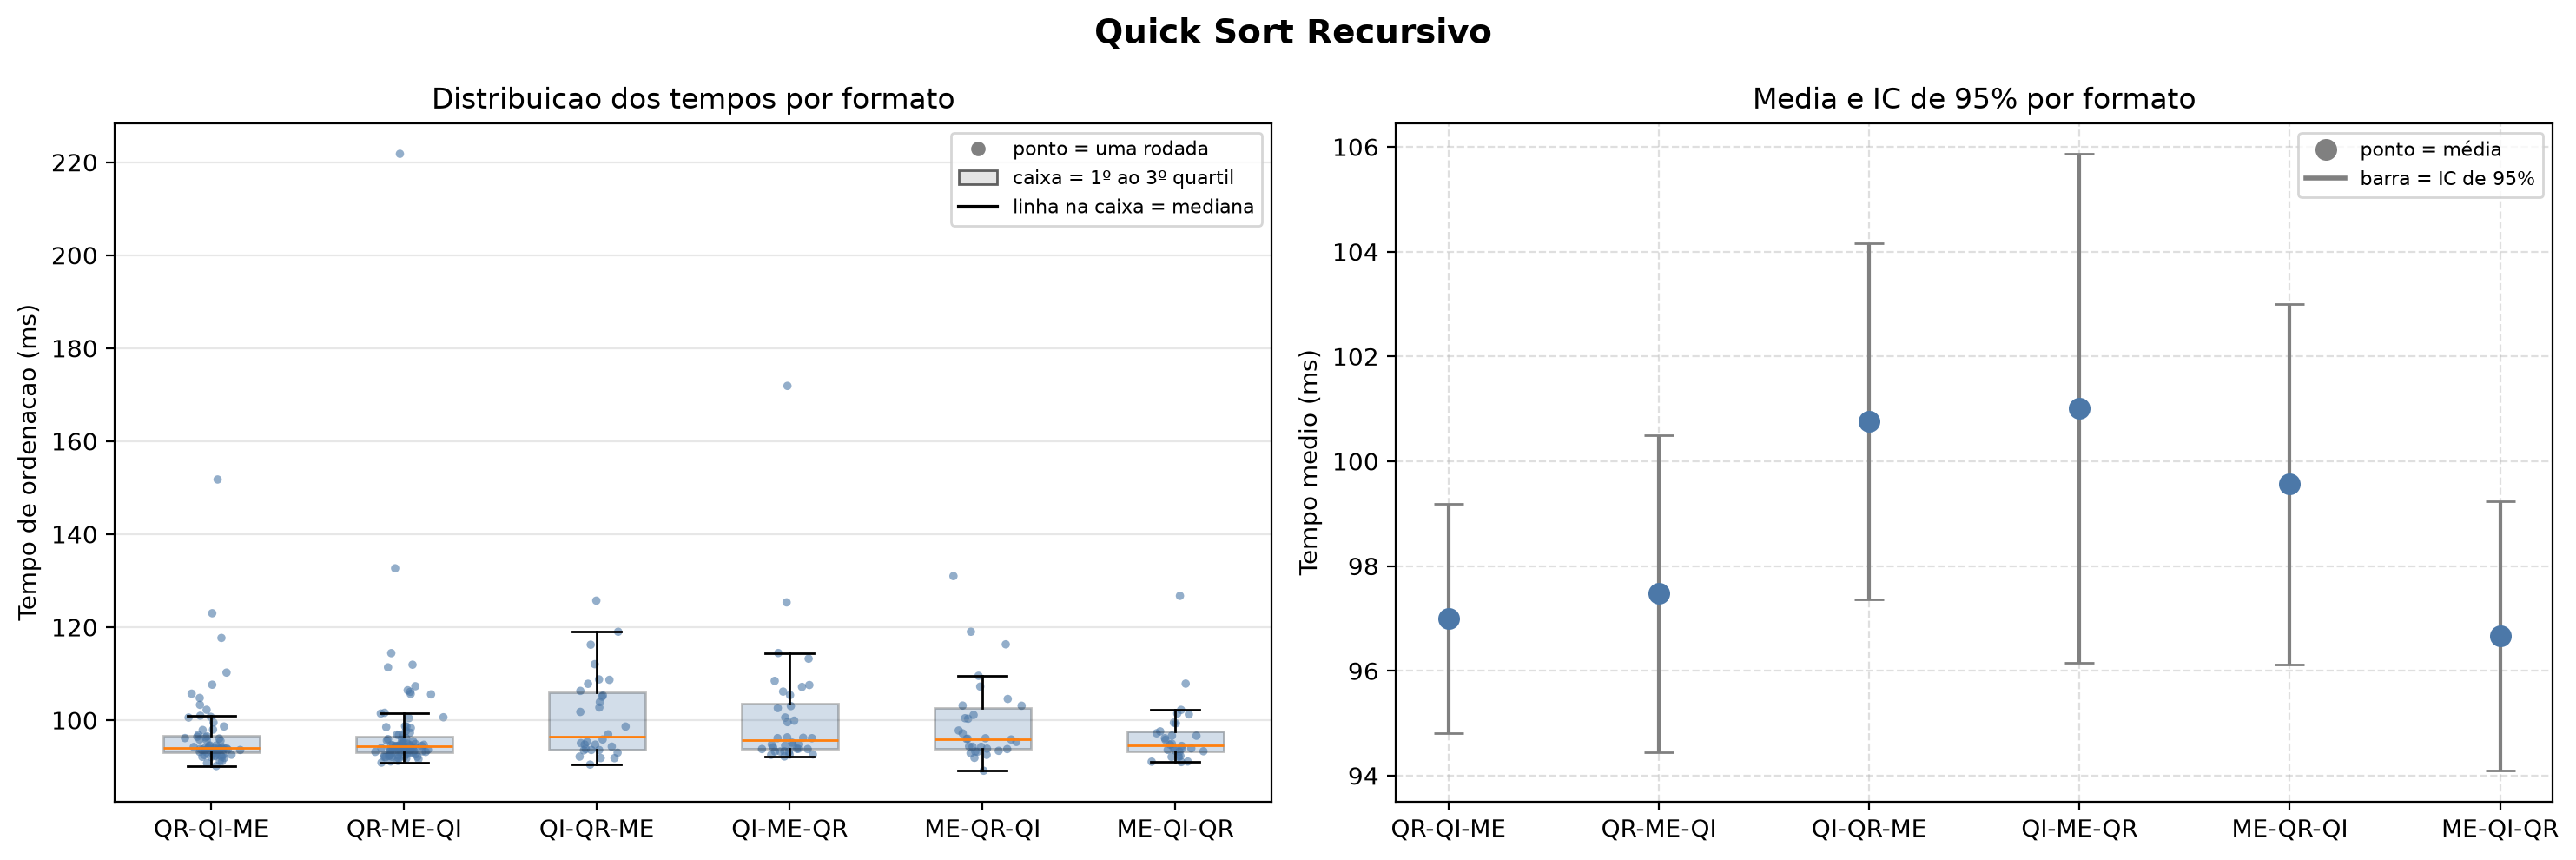 Quick Sort Recursivo
Distribuicao dos tempos por formato
Tempo de ordenacao (ms)
220
200
180
160
140
120
100
ponto = uma rodada
caixa = 1º ao 3º quartil
linha na caixa = mediana
QR-QI-ME
QR-ME-QI
QI-QR-ME
QI-ME-QR
ME-QR-QI
ME-QI-QR
Media e IC de 95% por formato
Tempo medio (ms)
106
104
102
100
98
96
94
ponto = média
barra = IC de 95%
QR-QI-ME
QR-ME-QI
QI-QR-ME
QI-ME-QR
ME-QR-QI
ME-QI-QR